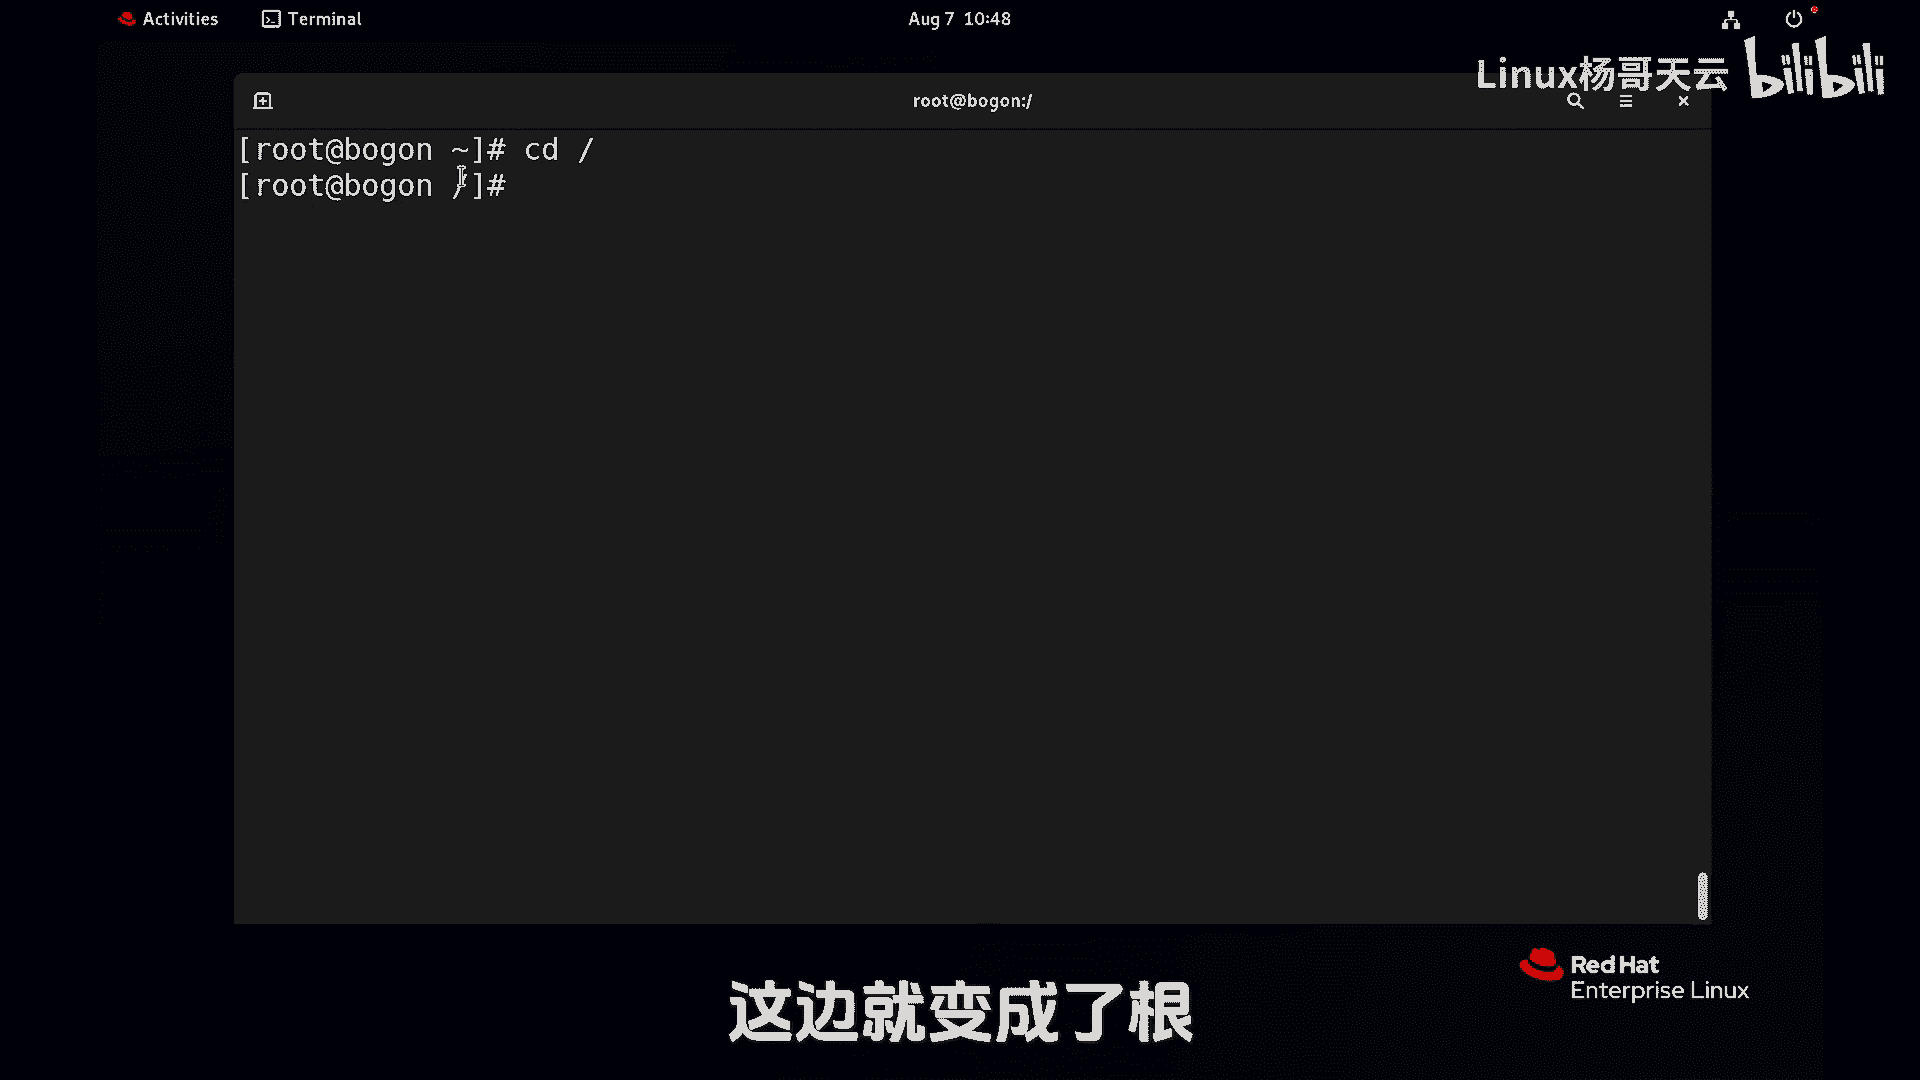 Activities
Terminal
Aug 7 10:48
Linux杨哥天云 bilibili
root@bogon:/
[root@bogon ~]# cd /
[root@bogon /]#
Red Hat
Enterprise Linux
这边就变成了根